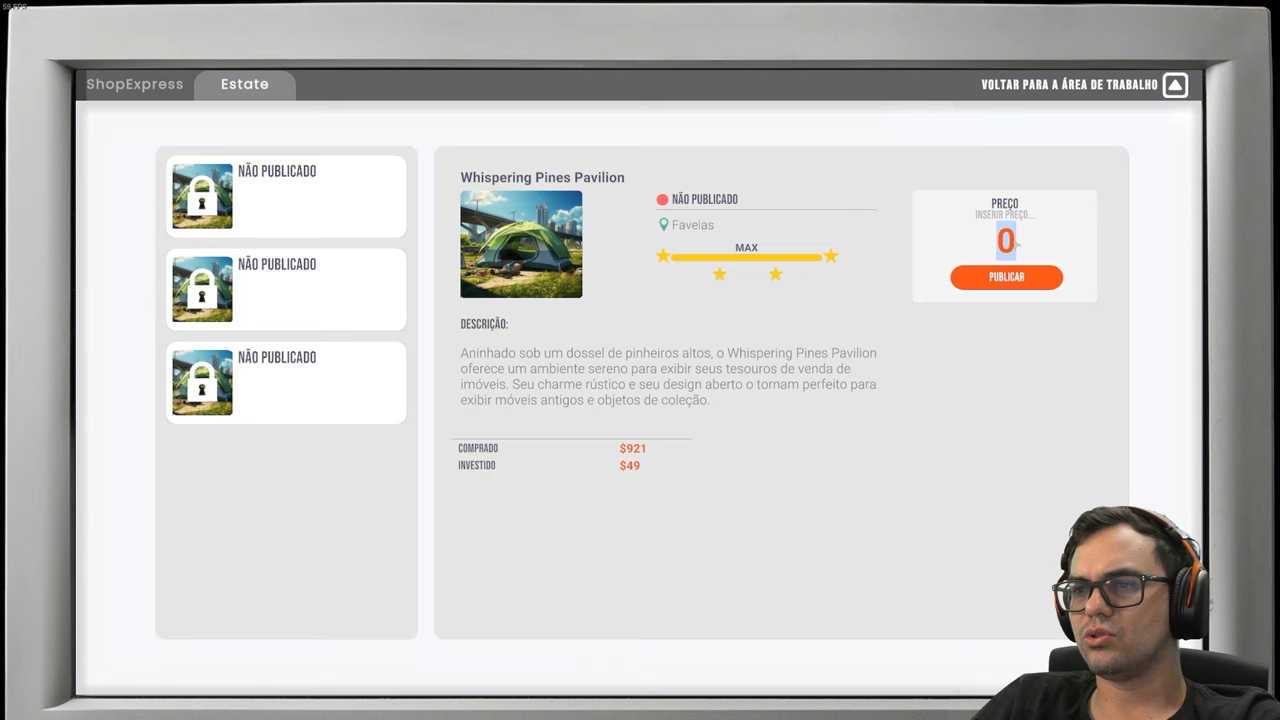 59 FPS
ShopExpress
Estate
VOLTAR PARA A ÁREA DE TRABALHO
NÃO PUBLICADO
NÃO PUBLICADO
NÃO PUBLICADO
Whispering Pines Pavilion
NÃO PUBLICADO
Favelas
MAX
PREÇO
INSERIR PREÇO...
0
PUBLICAR
DESCRIÇÃO:
Aninhado sob um dossel de pinheiros altos, o Whispering Pines Pavilion
oferece um ambiente sereno para exibir seus tesouros de venda de
imóveis. Seu charme rústico e seu design aberto o tornam perfeito para
exibir móveis antigos e objetos de coleção.
COMPRADO $921
INVESTIDO $49